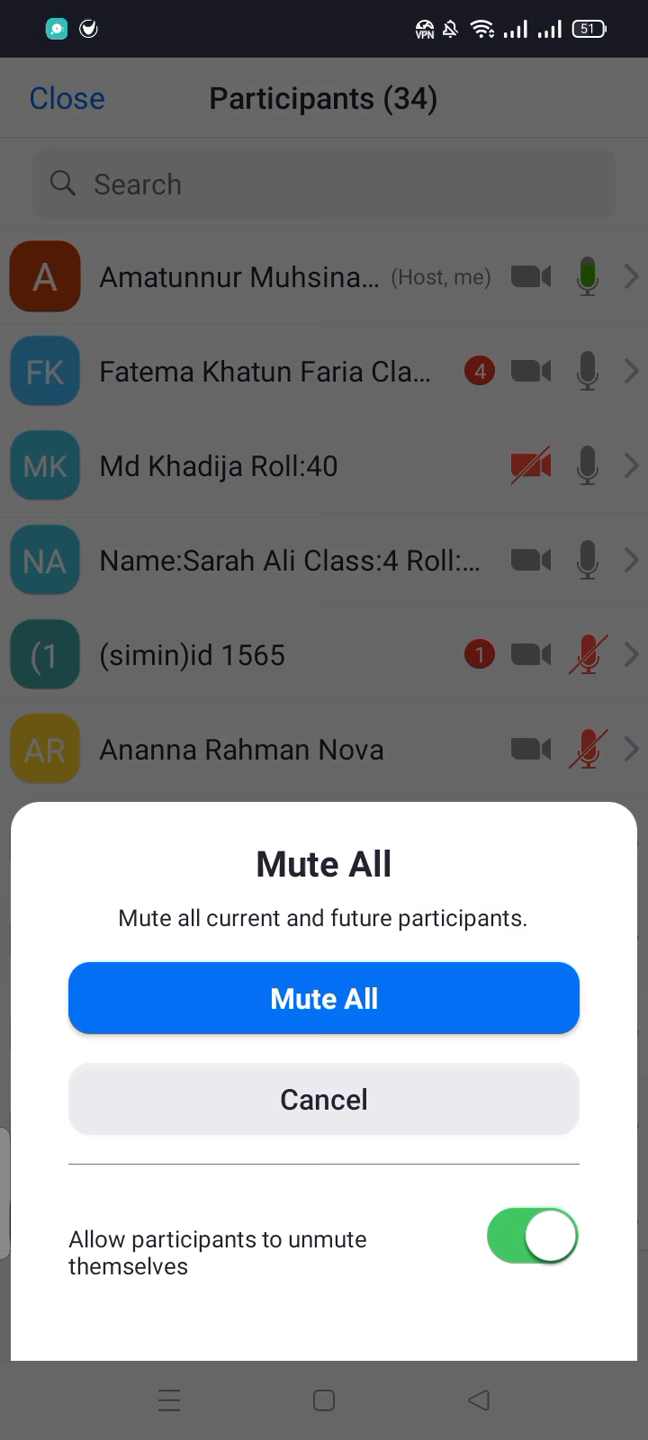 VPN 51
Close Participants (34)
Search
A Amatunnur Muhsina... (Host, me)
FK Fatema Khatun Faria Cla... 4
MK Md Khadija Roll:40
NA Name:Sarah Ali Class:4 Roll:...
(1 (simin)id 1565 1
AR Ananna Rahman Nova
Mute All
Mute all current and future participants.
Mute All
Cancel
Allow participants to unmute
themselves